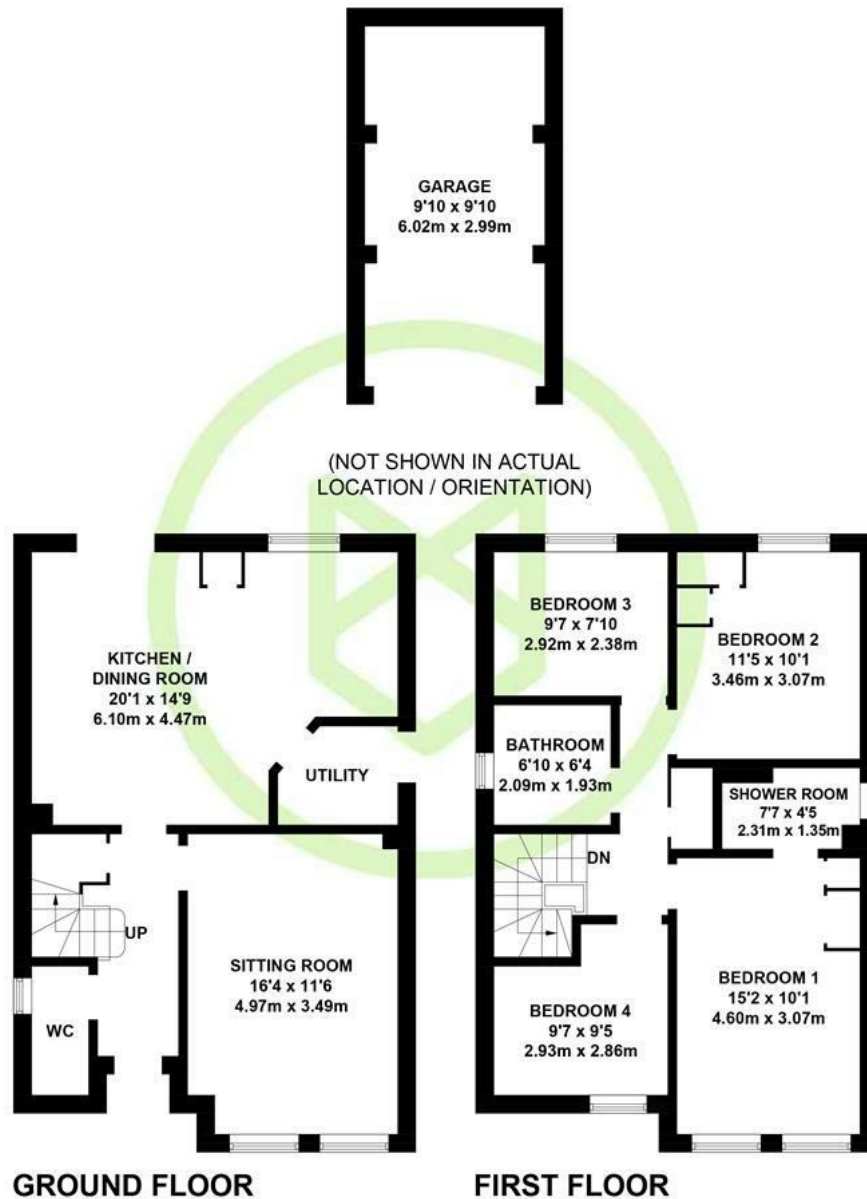 GARAGE
9'10 x 9'10
6.02m x 2.99m
(NOT SHOWN IN ACTUAL
LOCATION / ORIENTATION)
KITCHEN /
DINING ROOM
20'1 x 14'9
6.10m x 4.47m
UTILITY
UP
SITTING ROOM
16'4 x 11'6
4.97m x 3.49m
WC
GROUND FLOOR
BEDROOM 3
9'7 x 7'10
2.92m x 2.38m
BEDROOM 2
11'5 x 10'1
3.46m x 3.07m
BATHROOM
6'10 x 6'4
2.09m x 1.93m
SHOWER ROOM
7'7 x 4'5
2.31m x 1.35m
DN
BEDROOM 1
15'2 x 10'1
4.60m x 3.07m
BEDROOM 4
9'7 x 9'5
2.93m x 2.86m
FIRST FLOOR